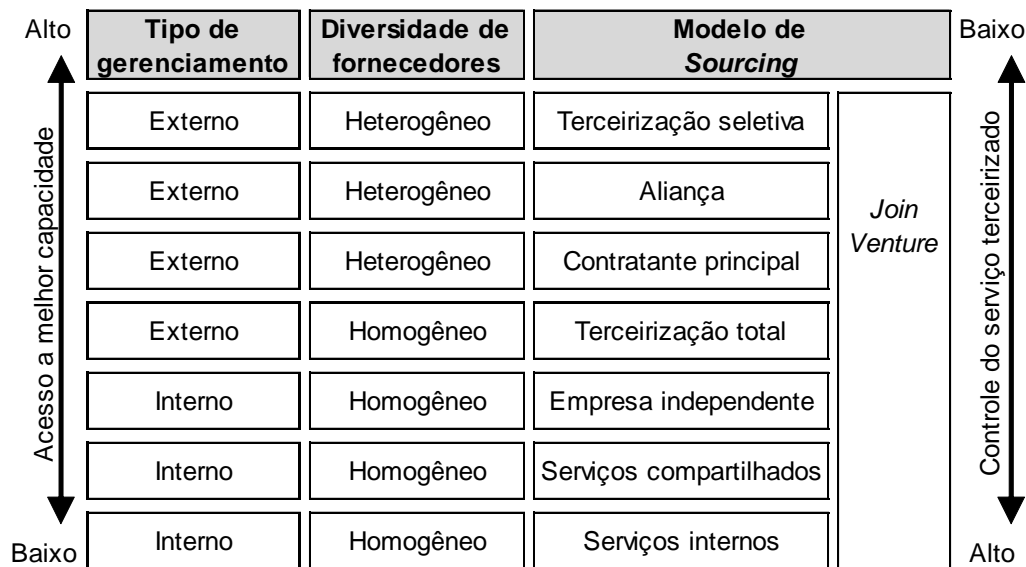 Alto
Tipo de
gerenciamento
Diversidade de
fornecedores
Modelo de
Sourcing
Baixo
Acesso a melhor capacidade
Externo
Heterogêneo
Terceirização seletiva
Externo
Heterogêneo
Aliança
Externo
Heterogêneo
Contratante principal
Externo
Homogêneo
Terceirização total
Interno
Homogêneo
Empresa independente
Interno
Homogêneo
Serviços compartilhados
Interno
Homogêneo
Serviços internos
Join
Venture
Controle do serviço terceirizado
Baixo
Alto